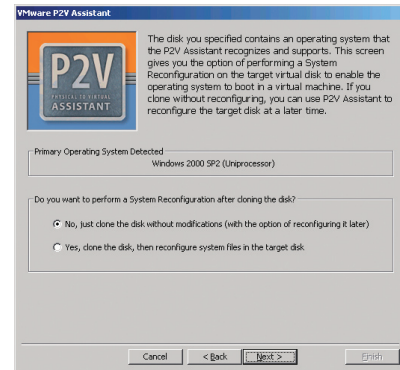 VMware P2V Assistant
P2V
PHYSICAL TO VIRTUAL
ASSISTANT
The disk you specified contains an operating system that
the P2V Assistant recognizes and supports. This screen
gives you the option of performing a System
Reconfiguration on the target virtual disk to enable the
operating system to boot in a virtual machine. If you
clone without reconfiguring, you can use P2V Assistant to
reconfigure the target disk at a later time.
Primary Operating System Detected
Windows 2000 SP2 (Uniprocessor)
Do you want to perform a System Reconfiguration after cloning the disk?
No, just clone the disk without modifications (with the option of reconfiguring it later)
Yes, clone the disk, then reconfigure system files in the target disk
Cancel
< Back
Next >
Finish